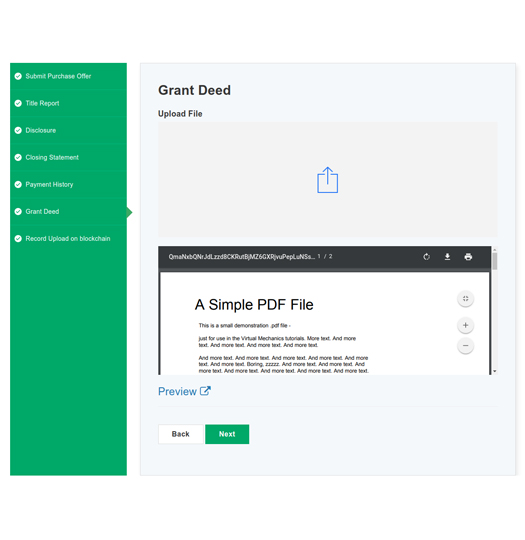 Submit Purchase Offer
Title Report
Disclosure
Closing Statement
Payment History
Grant Deed
Record Upload on blockchain
Grant Deed
Upload File
QmaNxbQNrJdLzzd8CKRutBjMZ6GXRjvuPepLuNSs... 1 / 2
A Simple PDF File
This is a small demonstration .pdf file -
just for use in the Virtual Mechanics tutorials. More text. And more
text. And more text. And more text. And more text.
And more text. And more text. And more text. And more text. And more
text. And more text. Boring, zzzzz. And more text. And more text. And
more text. And more text. And more text. And more text. And more text.
Preview
Back
Next